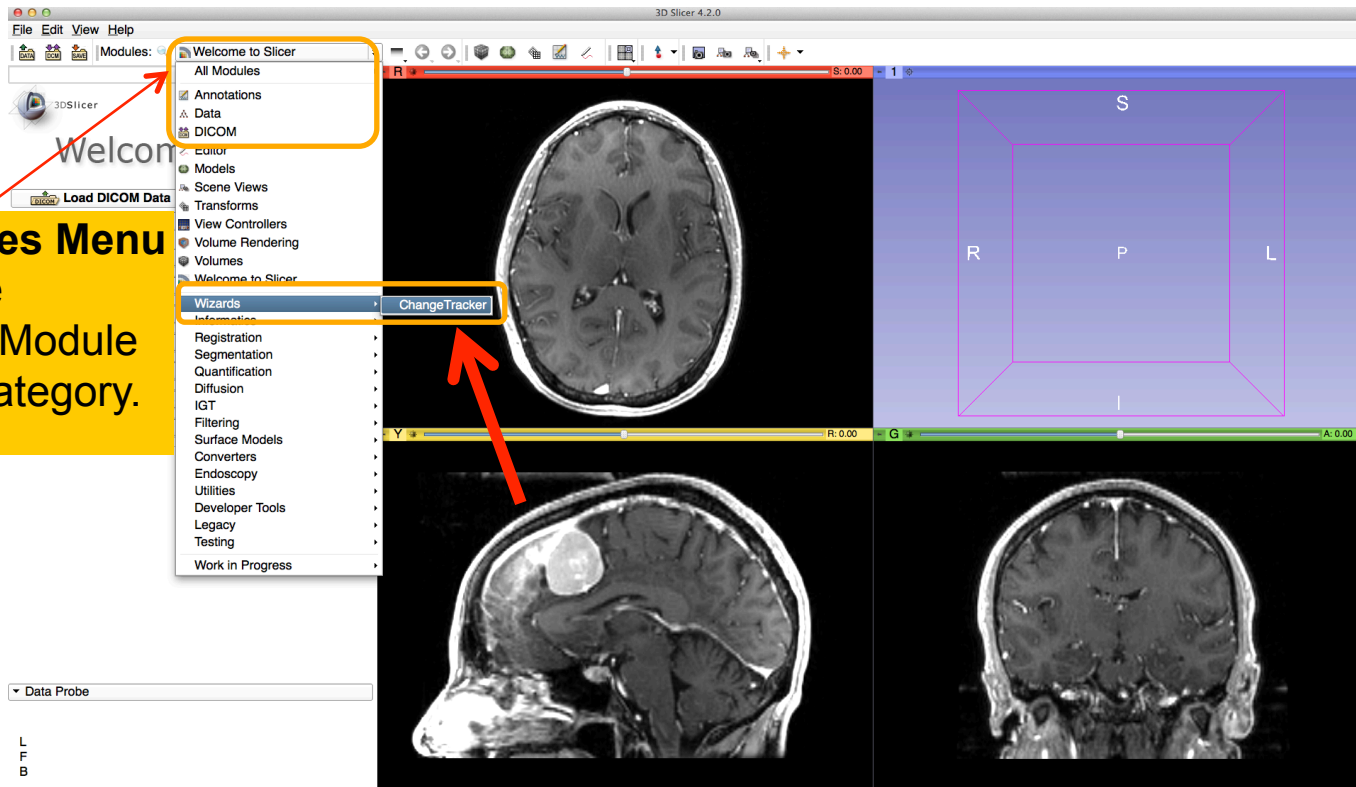 3D Slicer 4.2.0
File Edit View Help
DATA DCM SAVE Modules: Welcome to Slicer
All Modules
Annotations
Data
DICOM
Editor
Models
Scene Views
Transforms
View Controllers
Volume Rendering
Volumes
Welcome to Slicer
Wizards
ChangeTracker
Informatics
Registration
Segmentation
Quantification
Diffusion
IGT
Filtering
Surface Models
Converters
Endoscopy
Utilities
Developer Tools
Legacy
Testing
Work in Progress
3DSlicer
Welcom
DICOM Load DICOM Data
es Menu
e
Module
ategory.
Data Probe
L
F
B
R S: 0.00
1
S
R P L
I
Y R: 0.00
G A: 0.00